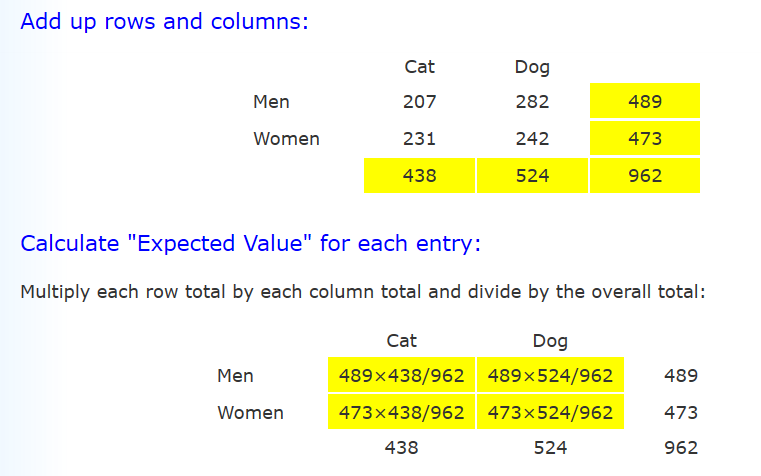 Add up rows and columns:
Cat Dog
Men 207 282 489
Women 231 242 473
438 524 962
Calculate "Expected Value" for each entry:
Multiply each row total by each column total and divide by the overall total:
Cat Dog
Men 489×438/962 489×524/962 489
Women 473×438/962 473×524/962 473
438 524 962